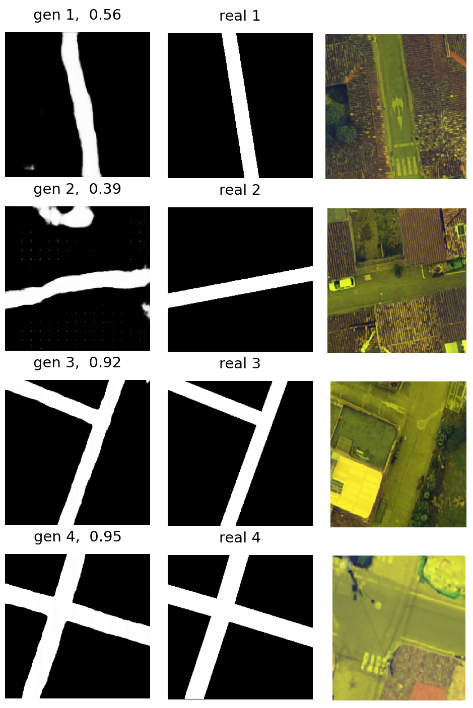 gen 1,  0.56
real 1
gen 2,  0.39
real 2
gen 3,  0.92
real 3
gen 4,  0.95
real 4